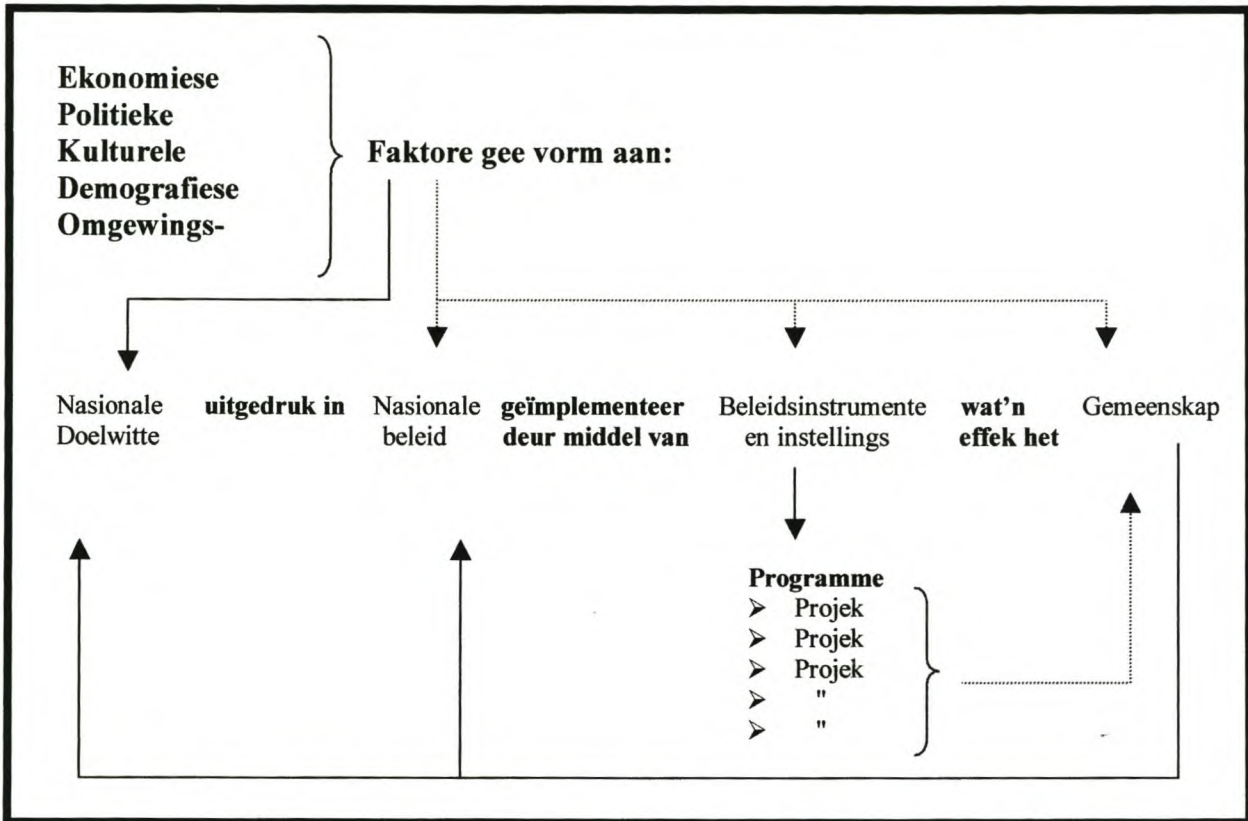 Ekonomiese
Politieke
Kulturele
Demografiese
Omgewings-
Faktore gee vorm aan:
Nasionale Doelwitte
uitgedruk in
Nasionale beleid
geïmplementeer deur middel van
Beleidsinstrumente en instellings
wat'n effek het
Gemeenskap
Programme
➢ Projek
➢ Projek
➢ Projek
➢ "
➢ "